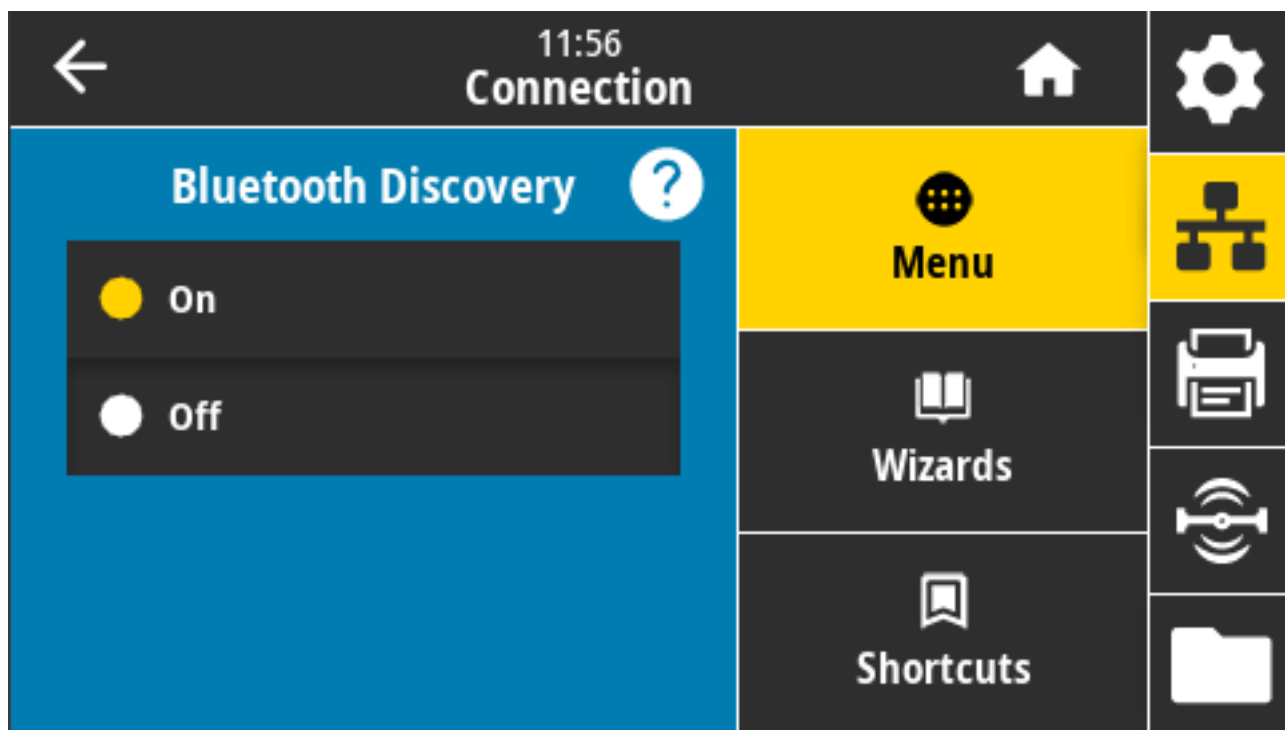 11:56
Connection
Bluetooth Discovery ?
On
Off
Menu
Wizards
Shortcuts